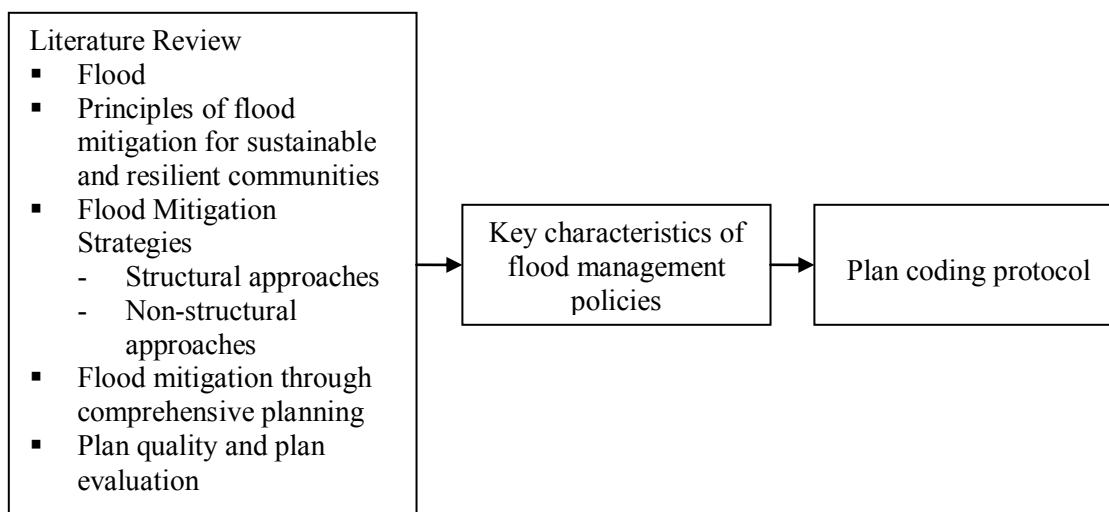 Literature Review
▪ Flood
▪ Principles of flood
mitigation for sustainable
and resilient communities
▪ Flood Mitigation
Strategies
- Structural approaches
- Non-structural
approaches
▪ Flood mitigation through
comprehensive planning
▪ Plan quality and plan
evaluation
Key characteristics of
flood management
policies
Plan coding protocol